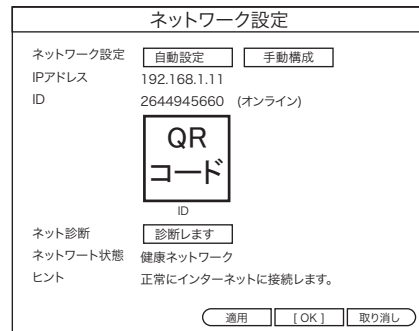 ネットワーク設定
ネットワーク設定 自動設定 手動構成
IPアドレス 192.168.1.11
ID 2644945660 (オンライン)
QR
コード
ID
ネット診断 診断します
ネットワート状態 健康ネットワーク
ヒント 正常にインターネットに接続します。
適用 [ OK ] 取り消し